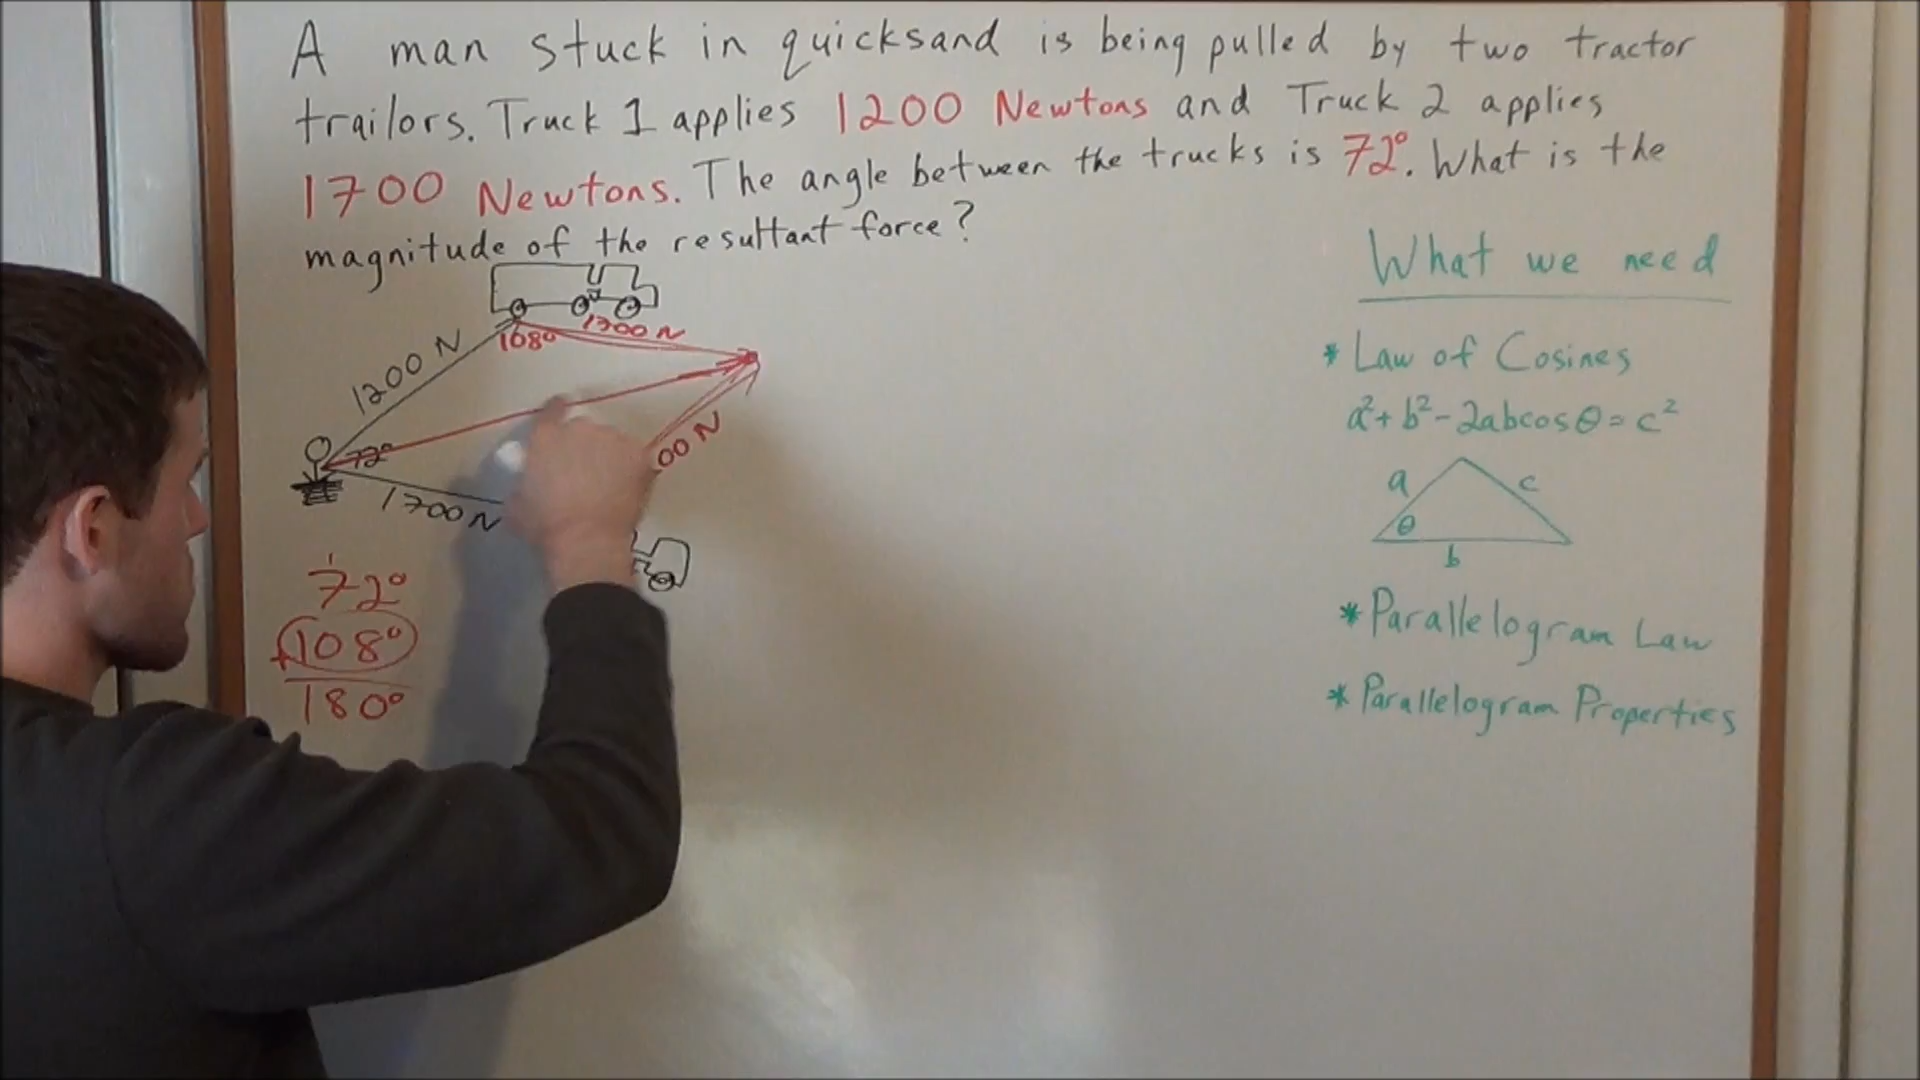 A man stuck in quicksand is being pulled by two tractor
trailors. Truck 1 applies 1200 Newtons and Truck 2 applies
1700 Newtons. The angle between the trucks is 72°. What is the
magnitude of the resultant force?
1200 N
108°
1700 N
72°
00 N
1700 N
1
72°
+108°
180°
What we need
* Law of Cosines
a²+b²-2abcosθ=c²
a
c
θ
b
* Parallelogram Law
* Parallelogram Properties